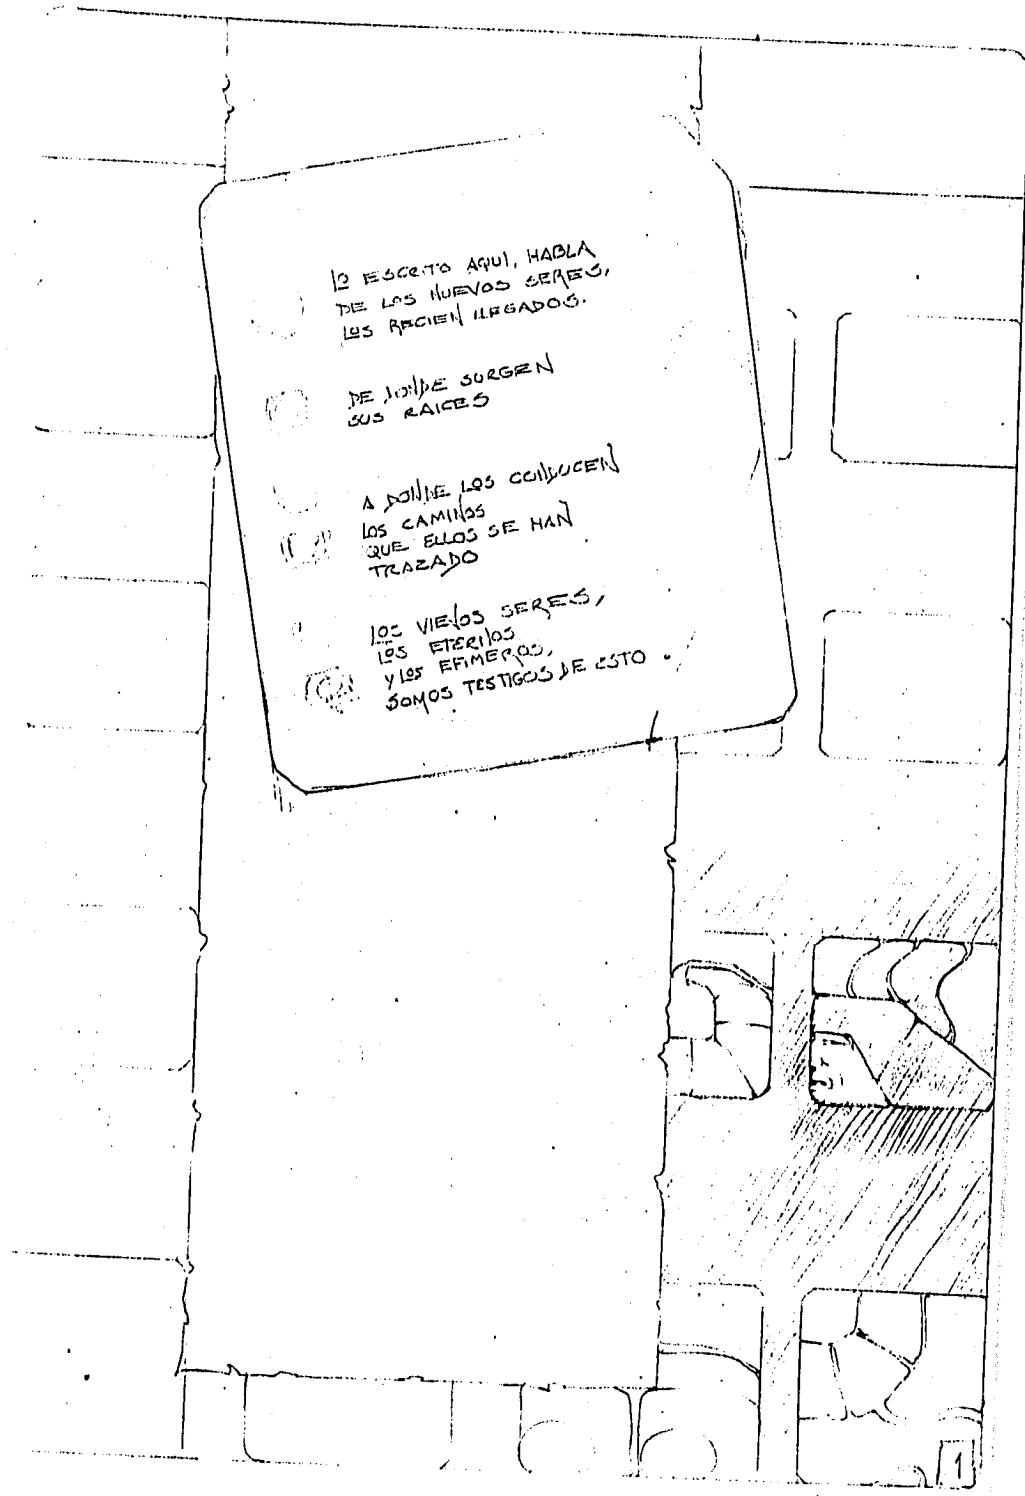 LO ESCRITO AQUI, HABLA
DE LOS NUEVOS SERES,
LOS RECIEN LLEGADOS.
DE DONDE SURGEN
SUS RAICES
A DONDE LOS CONDUCEN
LOS CAMINOS
QUE ELLOS SE HAN
TRAZADO
LOS VIEJOS SERES,
LOS ETERNOS
Y LOS EFIMEROS,
SOMOS TESTIGOS DE ESTO.
1